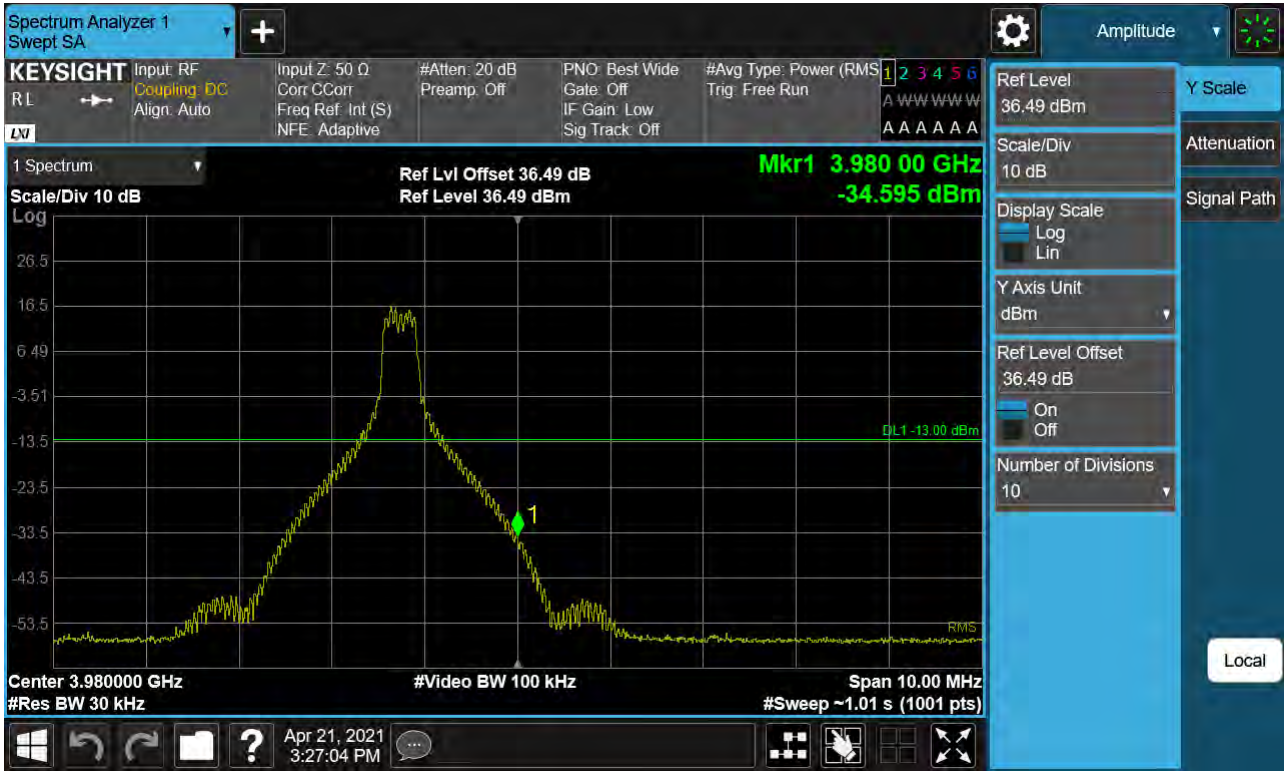 Spectrum Analyzer 1
Swept SA
Amplitude
KEYSIGHT
RL
LXI
Input: RF
Coupling: DC
Align: Auto
Input Z: 50 Ω
Corr CCorr
Freq Ref: Int (S)
NFE: Adaptive
#Atten: 20 dB
Preamp: Off
PNO: Best Wide
Gate: Off
IF Gain: Low
Sig Track: Off
#Avg Type: Power (RMS
Trig: Free Run
1 2 3 4 5 6
A W W W W W
A A A A A A
1 Spectrum
Scale/Div 10 dB
Log
Ref Lvl Offset 36.49 dB
Ref Level 36.49 dBm
Mkr1 3.980 00 GHz
-34.595 dBm
26.5
16.5
6.49
-3.51
-13.5
-23.5
-33.5
-43.5
-53.5
DL1 -13.00 dBm
1
RMS
Center 3.980000 GHz
#Res BW 30 kHz
#Video BW 100 kHz
Span 10.00 MHz
#Sweep ~1.01 s (1001 pts)
Ref Level
36.49 dBm
Scale/Div
10 dB
Display Scale
Log
Lin
Y Axis Unit
dBm
Ref Level Offset
36.49 dB
On
Off
Number of Divisions
10
Y Scale
Attenuation
Signal Path
Local
?
Apr 21, 2021
3:27:04 PM